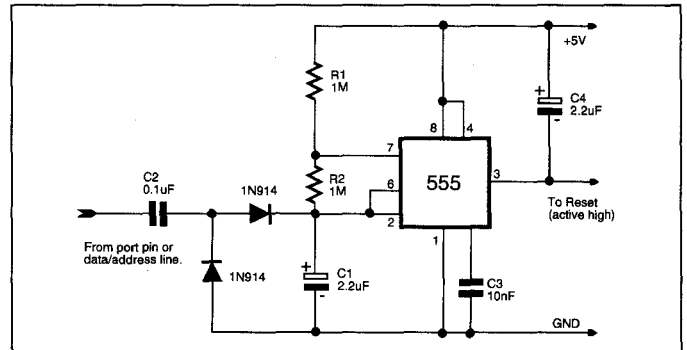 +5V
R1
1M
C4
2.2uF
+
-
8
4
7
R2
1M
C2
0.1uF
1N914
6
555
3
2
To Reset
(active high)
From port pin or
data/address line.
1N914
+
-
C1
2.2uF
1
C3
10nF
GND